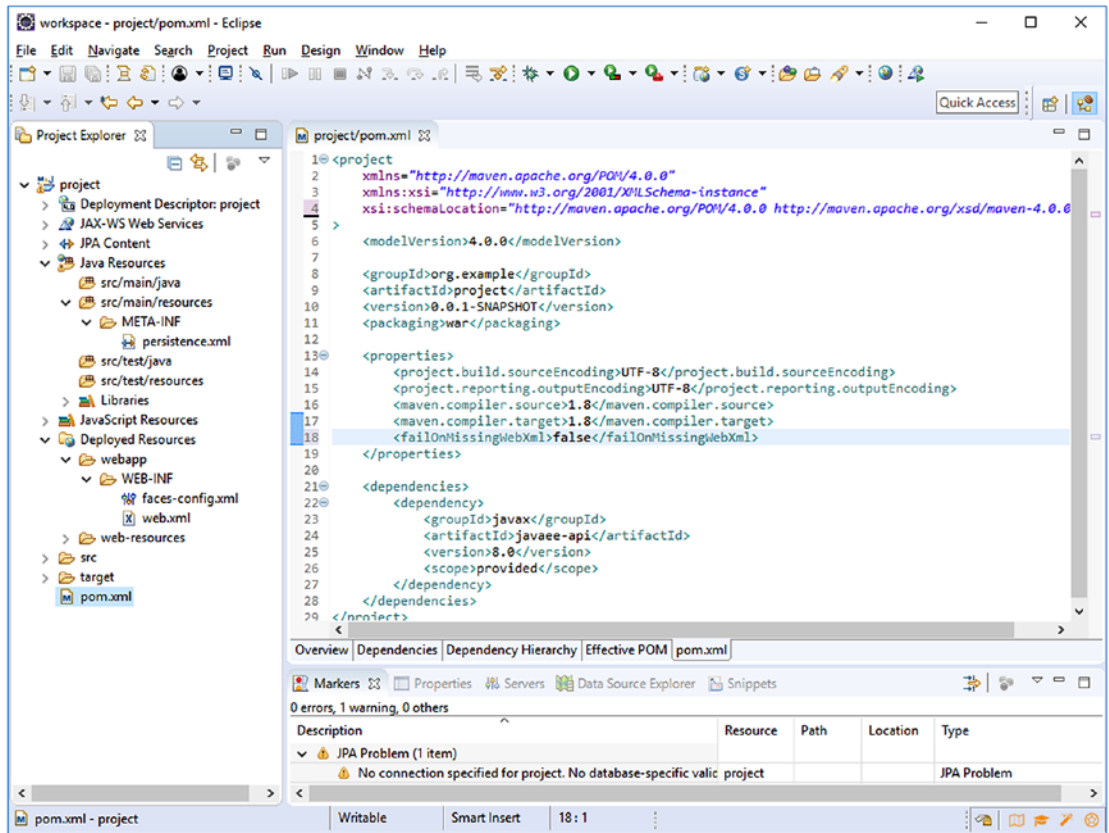 workspace - project/pom.xml - Eclipse
File Edit Navigate Search Project Run Design Window Help
Quick Access
Project Explorer
project
Deployment Descriptor: project
JAX-WS Web Services
JPA Content
Java Resources
src/main/java
src/main/resources
META-INF
persistence.xml
src/test/java
src/test/resources
Libraries
JavaScript Resources
Deployed Resources
webapp
WEB-INF
faces-config.xml
web.xml
web-resources
src
target
pom.xml
project/pom.xml
1 <project
2 xmlns="http://maven.apache.org/POM/4.0.0"
3 xmlns:xsi="http://www.w3.org/2001/XMLSchema-instance"
4 xsi:schemaLocation="http://maven.apache.org/POM/4.0.0 http://maven.apache.org/xsd/maven-4.0.0
5 >
6 <modelVersion>4.0.0</modelVersion>
7
8 <groupId>org.example</groupId>
9 <artifactId>project</artifactId>
10 <version>0.0.1-SNAPSHOT</version>
11 <packaging>war</packaging>
12
13 <properties>
14 <project.build.sourceEncoding>UTF-8</project.build.sourceEncoding>
15 <project.reporting.outputEncoding>UTF-8</project.reporting.outputEncoding>
16 <maven.compiler.source>1.8</maven.compiler.source>
17 <maven.compiler.target>1.8</maven.compiler.target>
18 <failOnMissingWebXml>false</failOnMissingWebXml>
19 </properties>
20
21 <dependencies>
22 <dependency>
23 <groupId>javax</groupId>
24 <artifactId>javaee-api</artifactId>
25 <version>8.0</version>
26 <scope>provided</scope>
27 </dependency>
28 </dependencies>
29 </project>
Overview Dependencies Dependency Hierarchy Effective POM pom.xml
Markers Properties Servers Data Source Explorer Snippets
0 errors, 1 warning, 0 others
Description Resource Path Location Type
JPA Problem (1 item)
No connection specified for project. No database-specific valic project JPA Problem
pom.xml - project Writable Smart Insert 18 : 1